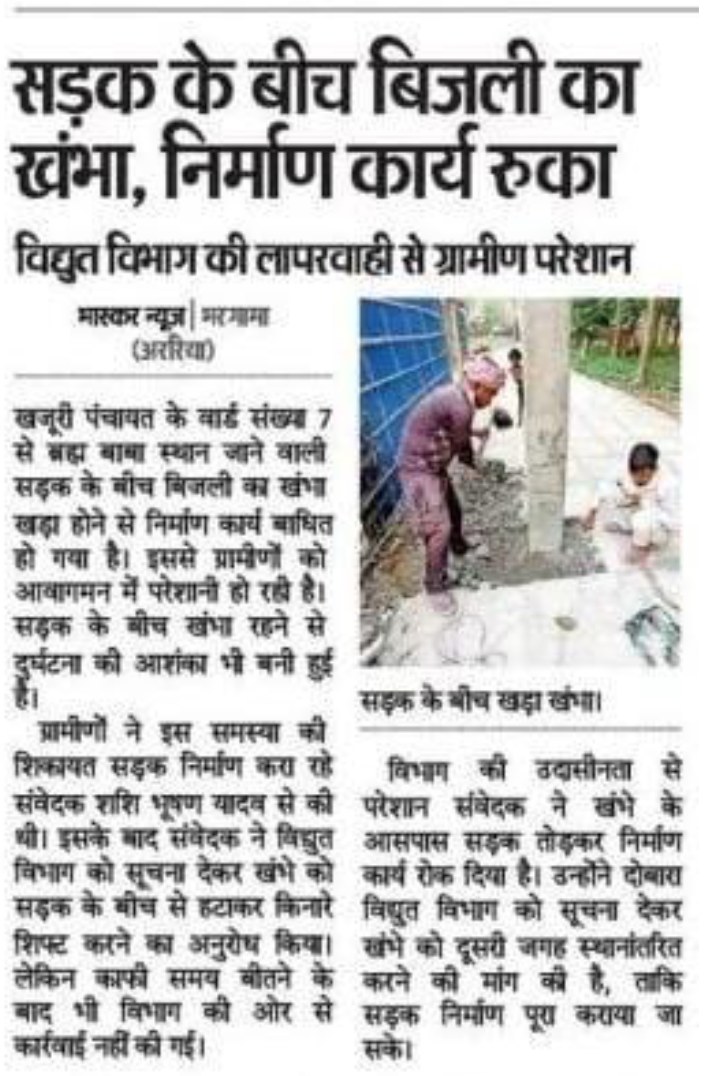 सड़क के बीच बिजली का
खंभा, निर्माण कार्य रुका
विद्युत विभाग की लापरवाही से ग्रामीण परेशान
भास्कर न्यूज | भरगामा
(अररिया)
खजूरी पंचायत के वार्ड संख्या 7
से ब्रह्म बाबा स्थान जाने वाली
सड़क के बीच बिजली का खंभा
खड़ा होने से निर्माण कार्य बाधित
हो गया है। इससे ग्रामीणों को
आवागमन में परेशानी हो रही है।
सड़क के बीच खंभा रहने से
दुर्घटना की आशंका भी बनी हुई
है।
ग्रामीणों ने इस समस्या की
शिकायत सड़क निर्माण करा रहे
संवेदक शशि भूषण यादव से की
थी। इसके बाद संवेदक ने विद्युत
विभाग को सूचना देकर खंभे को
सड़क के बीच से हटाकर किनारे
शिफ्ट करने का अनुरोध किया।
लेकिन काफी समय बीतने के
बाद भी विभाग की ओर से
कार्रवाई नहीं की गई।
सड़क के बीच खड़ा खंभा।
विभाग की उदासीनता से
परेशान संवेदक ने खंभे के
आसपास सड़क तोड़कर निर्माण
कार्य रोक दिया है। उन्होंने दोबारा
विद्युत विभाग को सूचना देकर
खंभे को दूसरी जगह स्थानांतरित
करने की मांग की है, ताकि
सड़क निर्माण पूरा कराया जा
सके।